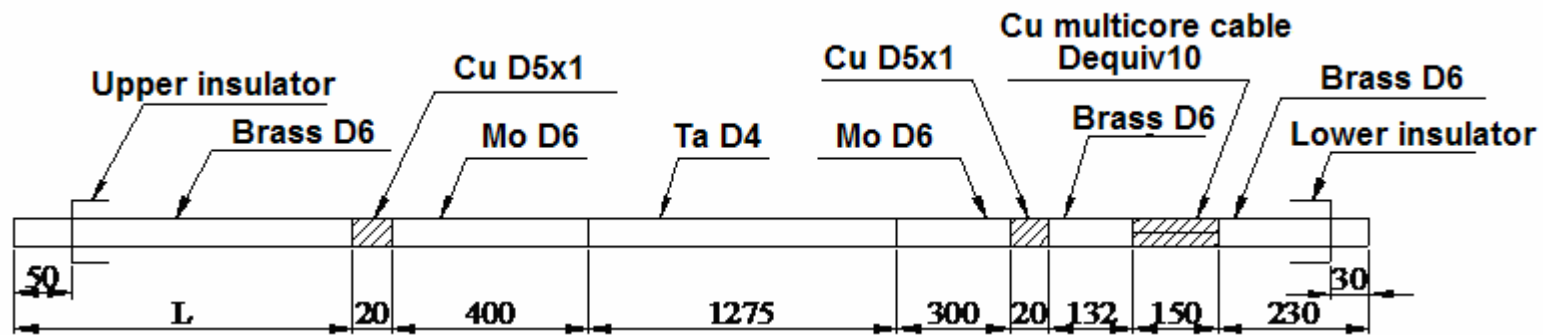 Cu multicore cable
Dequiv10
Upper insulator
Cu D5x1
Cu D5x1
Brass D6
Brass D6
Mo D6
Ta D4
Mo D6
Brass D6
Lower insulator
50
30
L
20
400
1275
300
20
132
150
230